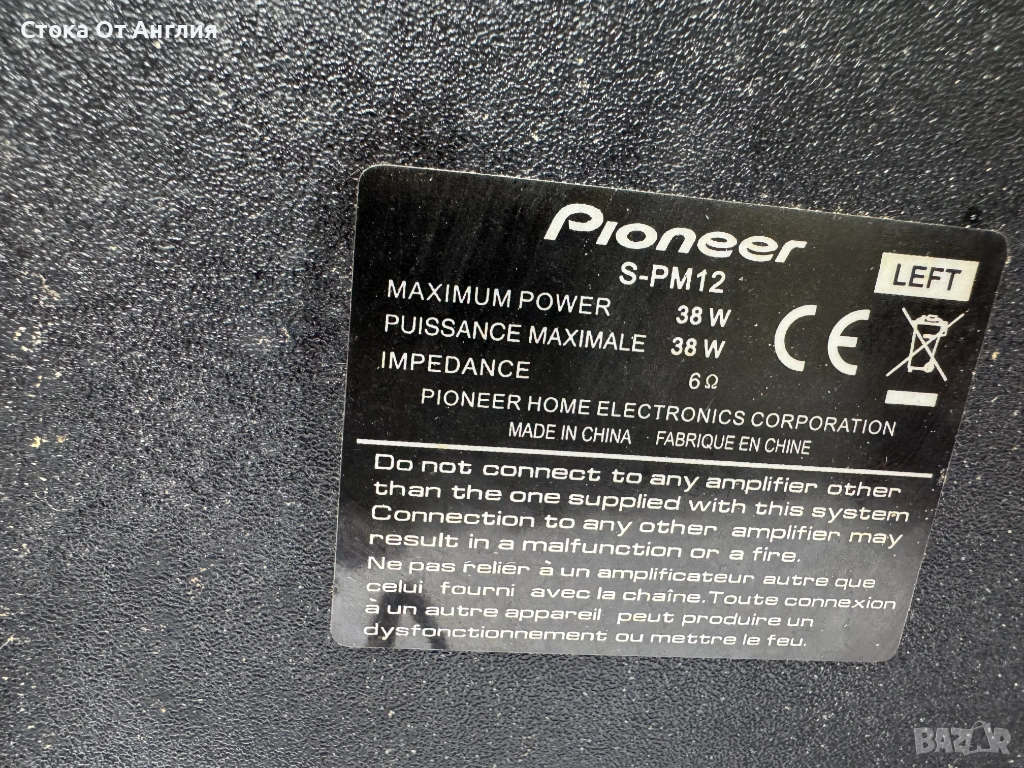 Стока От Англия
Pioneer
S-PM12
LEFT
MAXIMUM POWER 38 W
PUISSANCE MAXIMALE 38 W
IMPEDANCE 6 Ω
CE
PIONEER HOME ELECTRONICS CORPORATION
MADE IN CHINA FABRIQUE EN CHINE
Do not connect to any amplifier other
than the one supplied with this system .
Connection to any other amplifier may
result in a malfunction or a fire.
Ne pas relier à un amplificateur autre que
celui fourni avec la chaîne.Toute connexion
à un autre appareil peut produire un
dysfonctionnement ou mettre le feu.
BAZAR